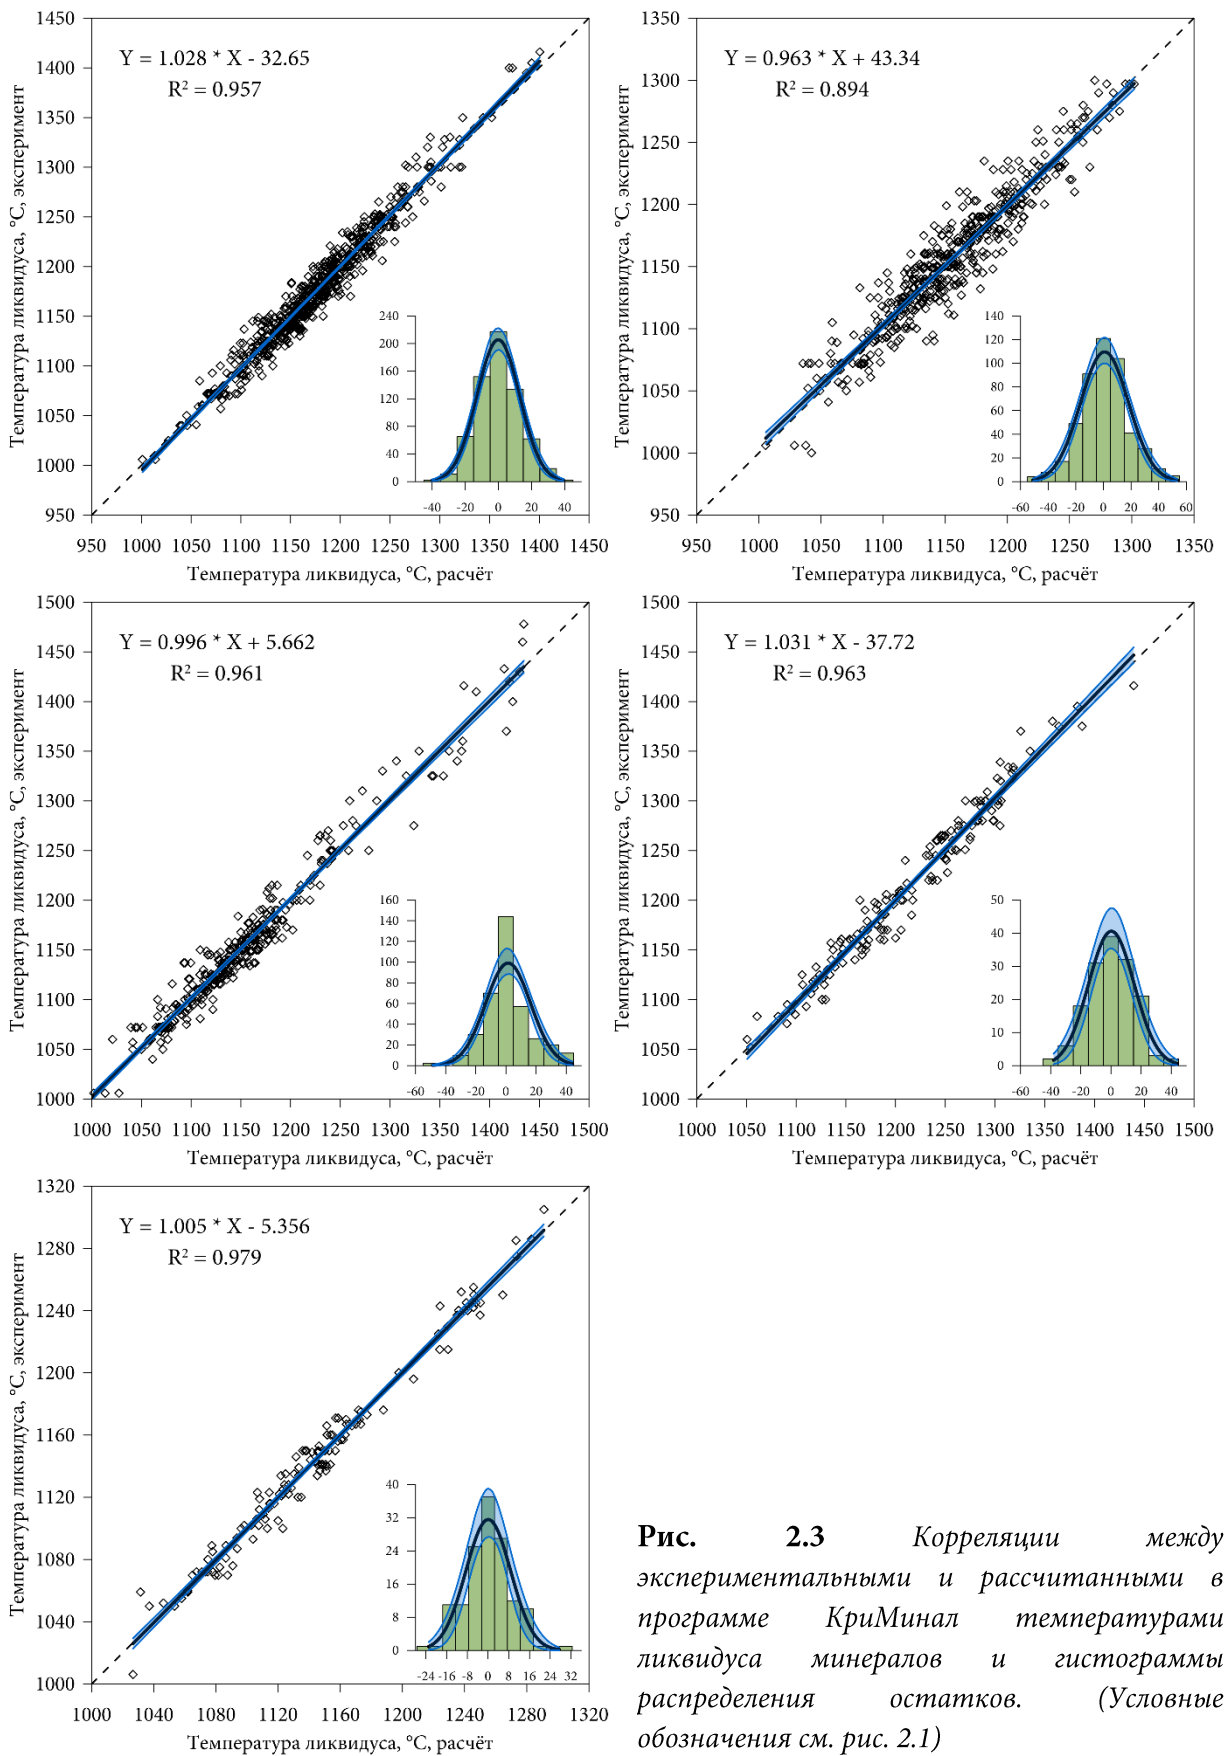 Y = 1.028 * X - 32.65
R² = 0.957
Температура ликвидуса, °C, эксперимент
1450
1400
1350
1300
1250
1200
1150
1100
1050
1000
950
240
200
160
120
80
40
0
-40 -20 0 20 40
950 1000 1050 1100 1150 1200 1250 1300 1350 1400 1450
Температура ликвидуса, °C, расчёт
Y = 0.963 * X + 43.34
R² = 0.894
Температура ликвидуса, °C, эксперимент
1350
1300
1250
1200
1150
1100
1050
1000
950
140
120
100
80
60
40
20
0
-60 -40 -20 0 20 40 60
950 1000 1050 1100 1150 1200 1250 1300 1350
Температура ликвидуса, °C, расчёт
Y = 0.996 * X + 5.662
R² = 0.961
Температура ликвидуса, °C, эксперимент
1500
1450
1400
1350
1300
1250
1200
1150
1100
1050
1000
160
140
120
100
80
60
40
20
0
-60 -40 -20 0 20 40
1000 1050 1100 1150 1200 1250 1300 1350 1400 1450 1500
Температура ликвидуса, °C, расчёт
Y = 1.031 * X - 37.72
R² = 0.963
Температура ликвидуса, °C, эксперимент
1500
1450
1400
1350
1300
1250
1200
1150
1100
1050
1000
50
40
30
20
10
0
-60 -40 -20 0 20 40
1000 1050 1100 1150 1200 1250 1300 1350 1400 1450 1500
Температура ликвидуса, °C, расчёт
Y = 1.005 * X - 5.356
R² = 0.979
Температура ликвидуса, °C, эксперимент
1320
1280
1240
1200
1160
1120
1080
1040
1000
40
32
24
16
8
0
-24 -16 -8 0 8 16 24 32
1000 1040 1080 1120 1160 1200 1240 1280 1320
Температура ликвидуса, °C, расчёт
Рис. 2.3 Корреляции между
экспериментальными и рассчитанными в
программе КриМинал температурами
ликвидуса минералов и гистограммы
распределения остатков. (Условные
обозначения см. рис. 2.1)